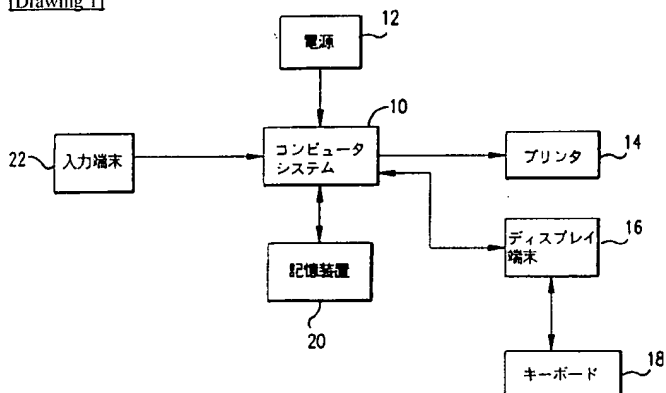 [Drawing 1]
12
電源
10
22
入力端末
コンピュータ
システム
プリンタ
14
ディスプレイ
端末
16
記憶装置
20
キーボード
18